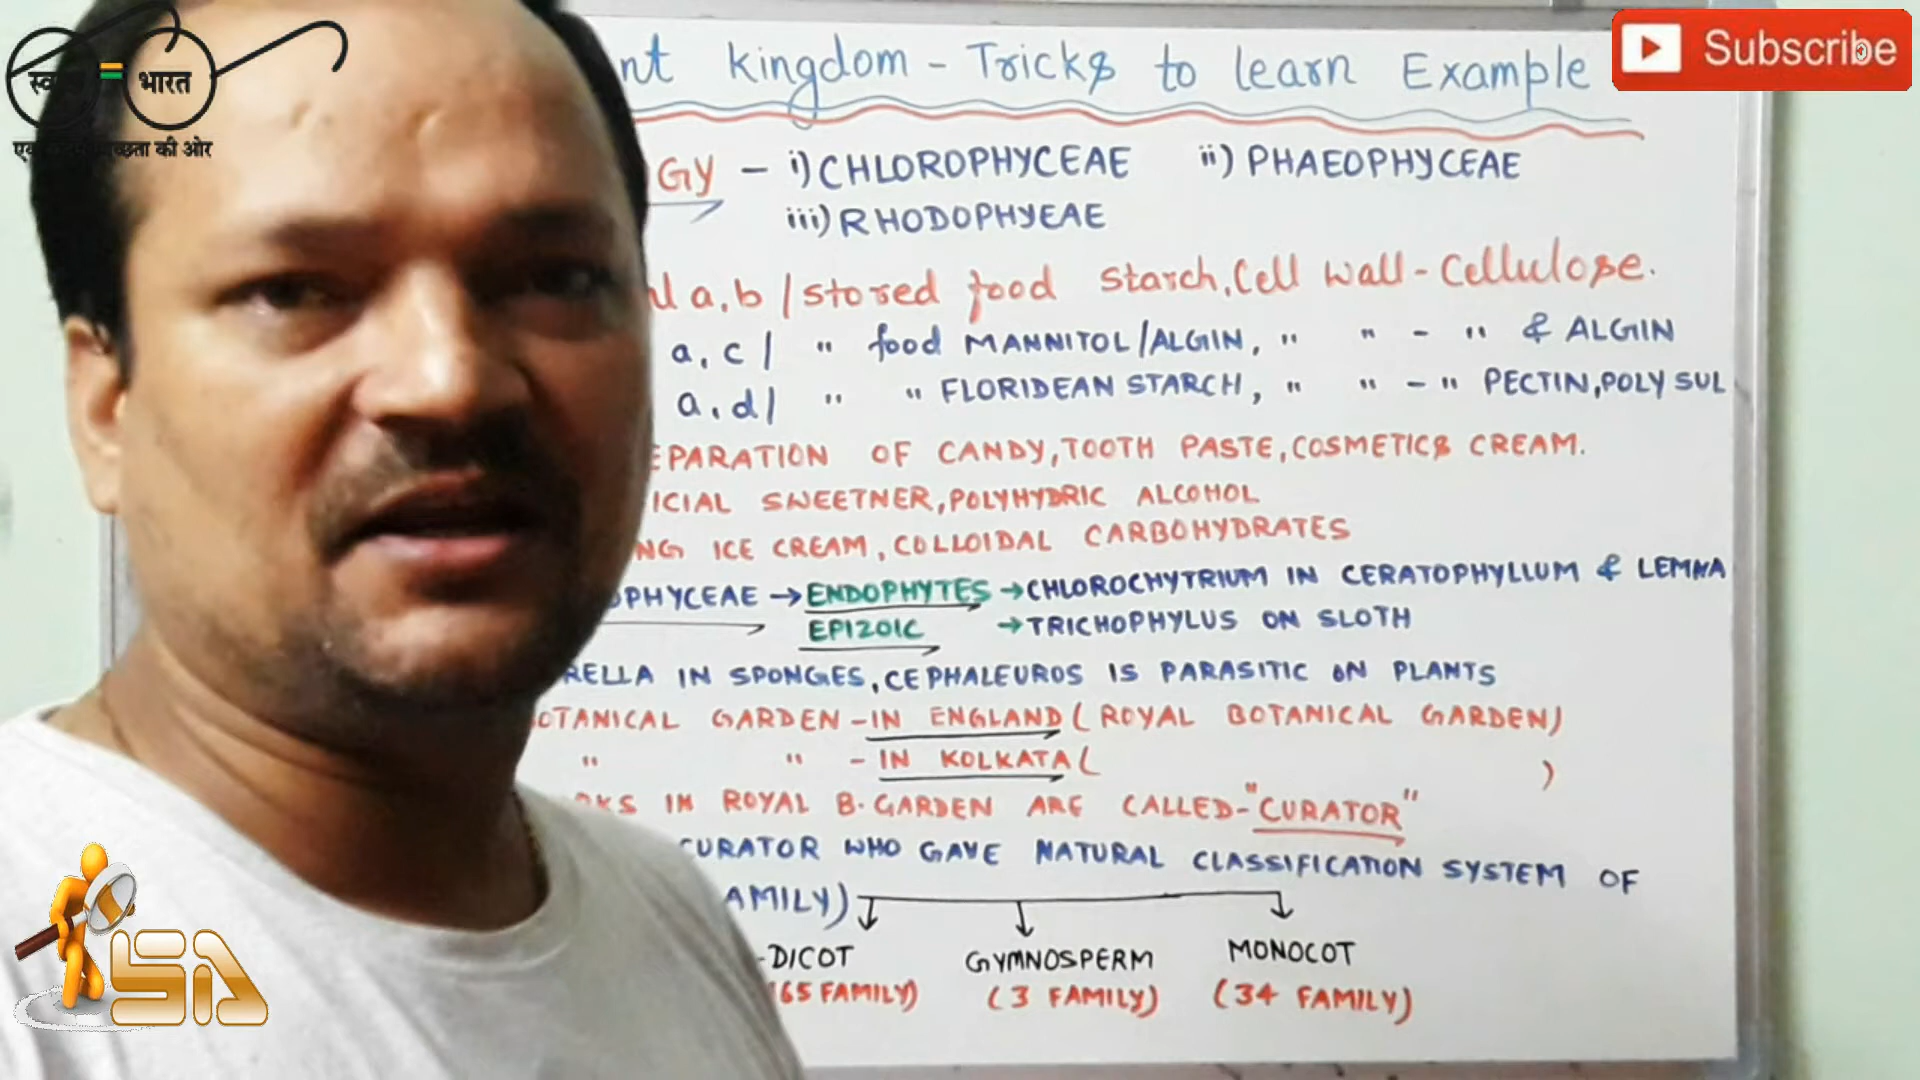 Subscribe
स्वच्छ भारत
एक कदम स्वच्छता की ओर
nt kingdom - Tricks to learn Example
GY - i) CHLOROPHYCEAE ii) PHAEOPHYCEAE
iii) RHODOPHYEAE
l a,b / stored food starch, Cell wall - Cellulose.
a, c / " food MANNITOL/ALGIN, " " - " & ALGIN
a, d / " " FLORIDEAN STARCH, " " - " PECTIN, POLY SUL
EPARATION OF CANDY, TOOTH PASTE, COSMETICS CREAM.
ICIAL SWEETNER, POLYHYDRIC ALCOHOL
NG ICE CREAM, COLLOIDAL CARBOHYDRATES
OPHYCEAE → ENDOPHYTES → CHLOROCHYTRIUM IN CERATOPHYLLUM & LEMNA
EPIZOIC → TRICHOPHYLUS ON SLOTH
RELLA IN SPONGES, CEPHALEUROS IS PARASITIC ON PLANTS
OTANICAL GARDEN - IN ENGLAND (ROYAL BOTANICAL GARDEN)
" " - IN KOLKATA ( )
RKS IN ROYAL B. GARDEN ARE CALLED - "CURATOR"
CURATOR WHO GAVE NATURAL CLASSIFICATION SYSTEM OF
AMILY)
-DICOT GYMNOSPERM MONOCOT
165 FAMILY) (3 FAMILY) (34 FAMILY)
SA